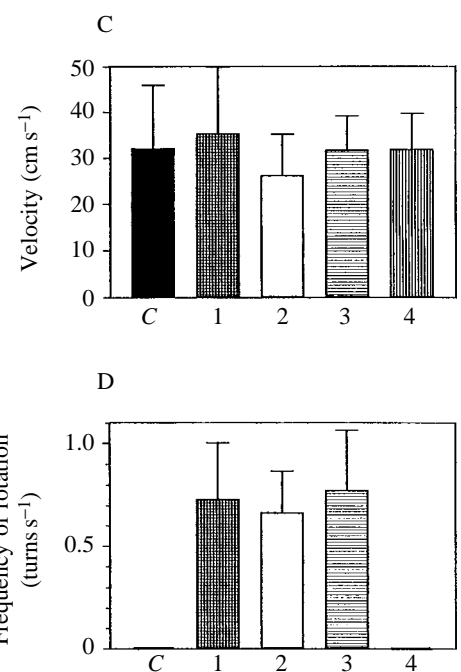 C
Velocity (cm s⁻¹)
50
40
30
20
10
0
C 1 2 3 4
D
Frequency of rotation
(turns s⁻¹)
1.0
0.5
0
C 1 2 3 4